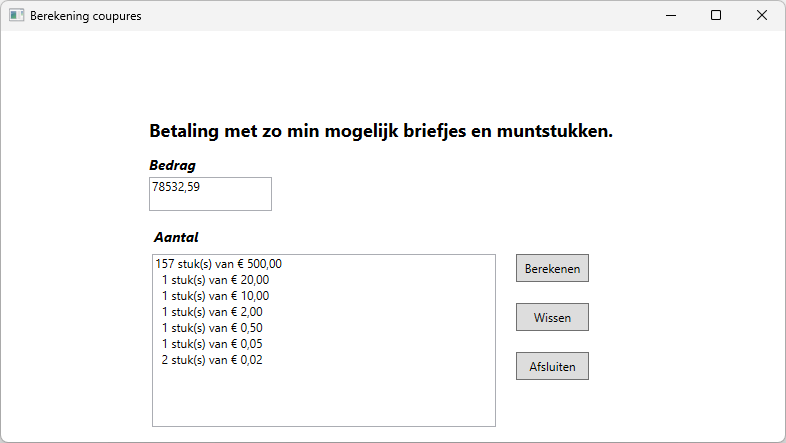 Berekening coupures
Betaling met zo min mogelijk briefjes en muntstukken.
Bedrag
78532,59
Aantal
157 stuk(s) van € 500,00
1 stuk(s) van € 20,00
1 stuk(s) van € 10,00
1 stuk(s) van € 2,00
1 stuk(s) van € 0,50
1 stuk(s) van € 0,05
2 stuk(s) van € 0,02
Berekenen
Wissen
Afsluiten